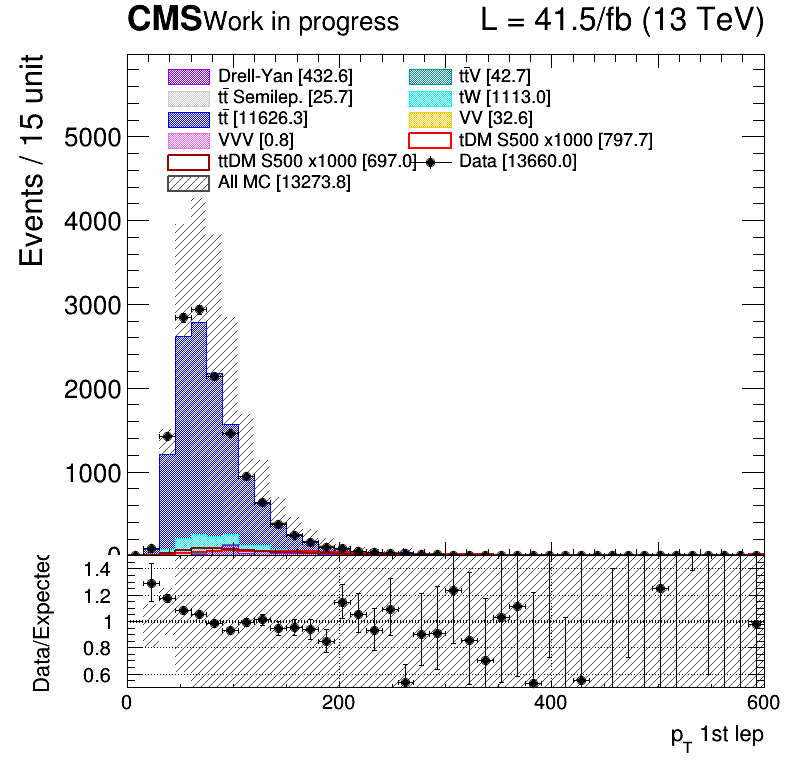 CMS Work in progress L = 41.5/fb (13 TeV)
Events / 15 unit
Drell-Yan [432.6]
tt̄ Semilep. [25.7]
tt̄ [11626.3]
VVV [0.8]
ttDM S500 x1000 [697.0]
All MC [13273.8]
tt̄V [42.7]
tW [1113.0]
VV [32.6]
tDM S500 x1000 [797.7]
Data [13660.0]
5000
4000
3000
2000
1000
0
Data/Expected
1.4
1.2
1
0.8
0.6
0 200 400 600
p_T 1st lep